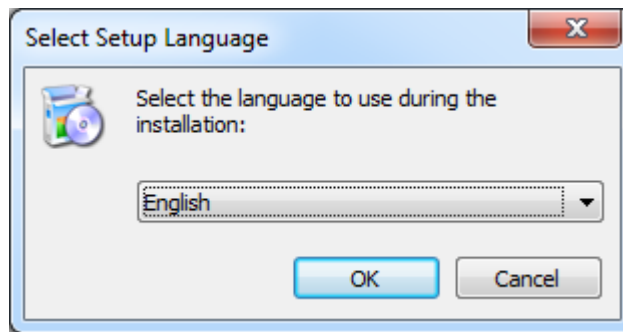 Select Setup Language
Select the language to use during the
installation:
English
OK
Cancel